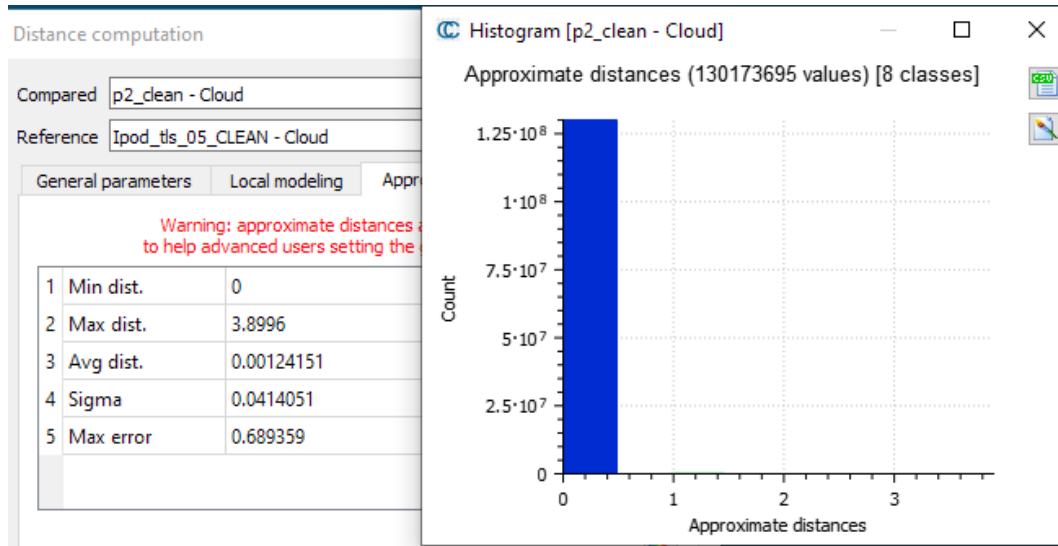 Distance computation
Compared p2_clean - Cloud
Reference Ipod_tls_05_CLEAN - Cloud
General parameters Local modeling Appr
Warning: approximate distances
to help advanced users setting the
1 Min dist. 0
2 Max dist. 3.8996
3 Avg dist. 0.00124151
4 Sigma 0.0414051
5 Max error 0.689359
Histogram [p2_clean - Cloud]
Approximate distances (130173695 values) [8 classes]
CSV
Count
1.25·10⁸
1·10⁸
7.5·10⁷
5·10⁷
2.5·10⁷
0
0 1 2 3
Approximate distances